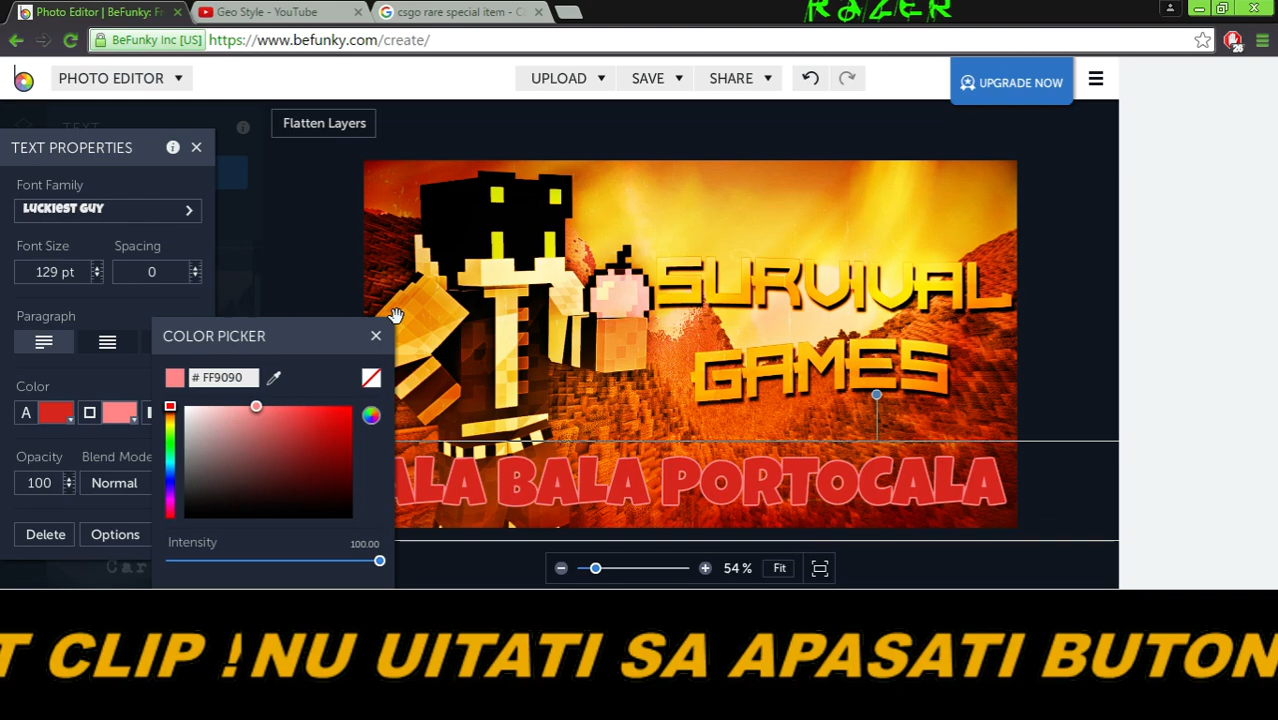 Photo Editor | BeFunky: Fr
Geo Style - YouTube
csgo rare special item - C
RAZER
BeFunky Inc [US] https://www.befunky.com/create/
26
PHOTO EDITOR
UPLOAD
SAVE
SHARE
UPGRADE NOW
TEXT
Flatten Layers
TEXT PROPERTIES
Font Family
LUCKIEST GUY
Font Size
Spacing
129 pt
0
Paragraph
COLOR PICKER
# FF9090
Color
A
Opacity
Blend Mode
100
Normal
Delete
Options
Intensity
100.00
SURVIVAL
GAMES
ALA BALA PORTOCALA
54 %
Fit
T CLIP ! NU UITATI SA APASATI BUTON